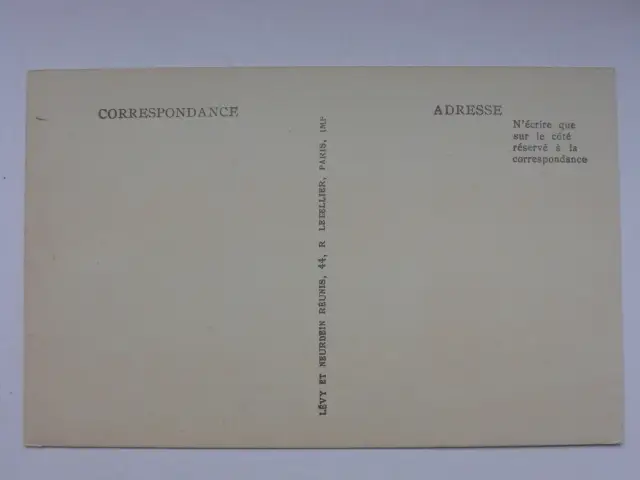 CORRESPONDANCE
ADRESSE
N'écrire que
sur le côté
réservé à la
correspondance
LÉVY ET NEURDEIN RÉUNIS, 44, R LETELLIER, PARIS, IMP